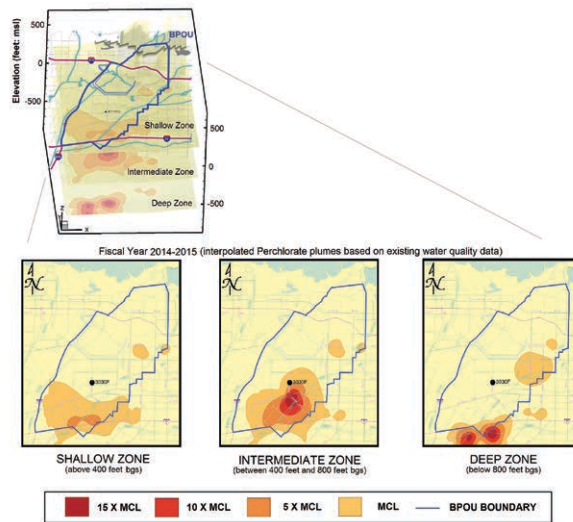 500
BPOU
Elevation (feet: msl)
0
-500
Shallow Zone
500
Intermediate Zone
0
Deep Zone
-500
Z
X
Fiscal Year 2014-2015 (interpolated Perchlorate plumes based on existing water quality data)
N
N
N
3030F
3030F
3030F
SHALLOW ZONE
(above 400 feet bgs)
INTERMEDIATE ZONE
(between 400 feet and 800 feet bgs)
DEEP ZONE
(below 800 feet bgs)
15 X MCL
10 X MCL
5 X MCL
MCL
BPOU BOUNDARY